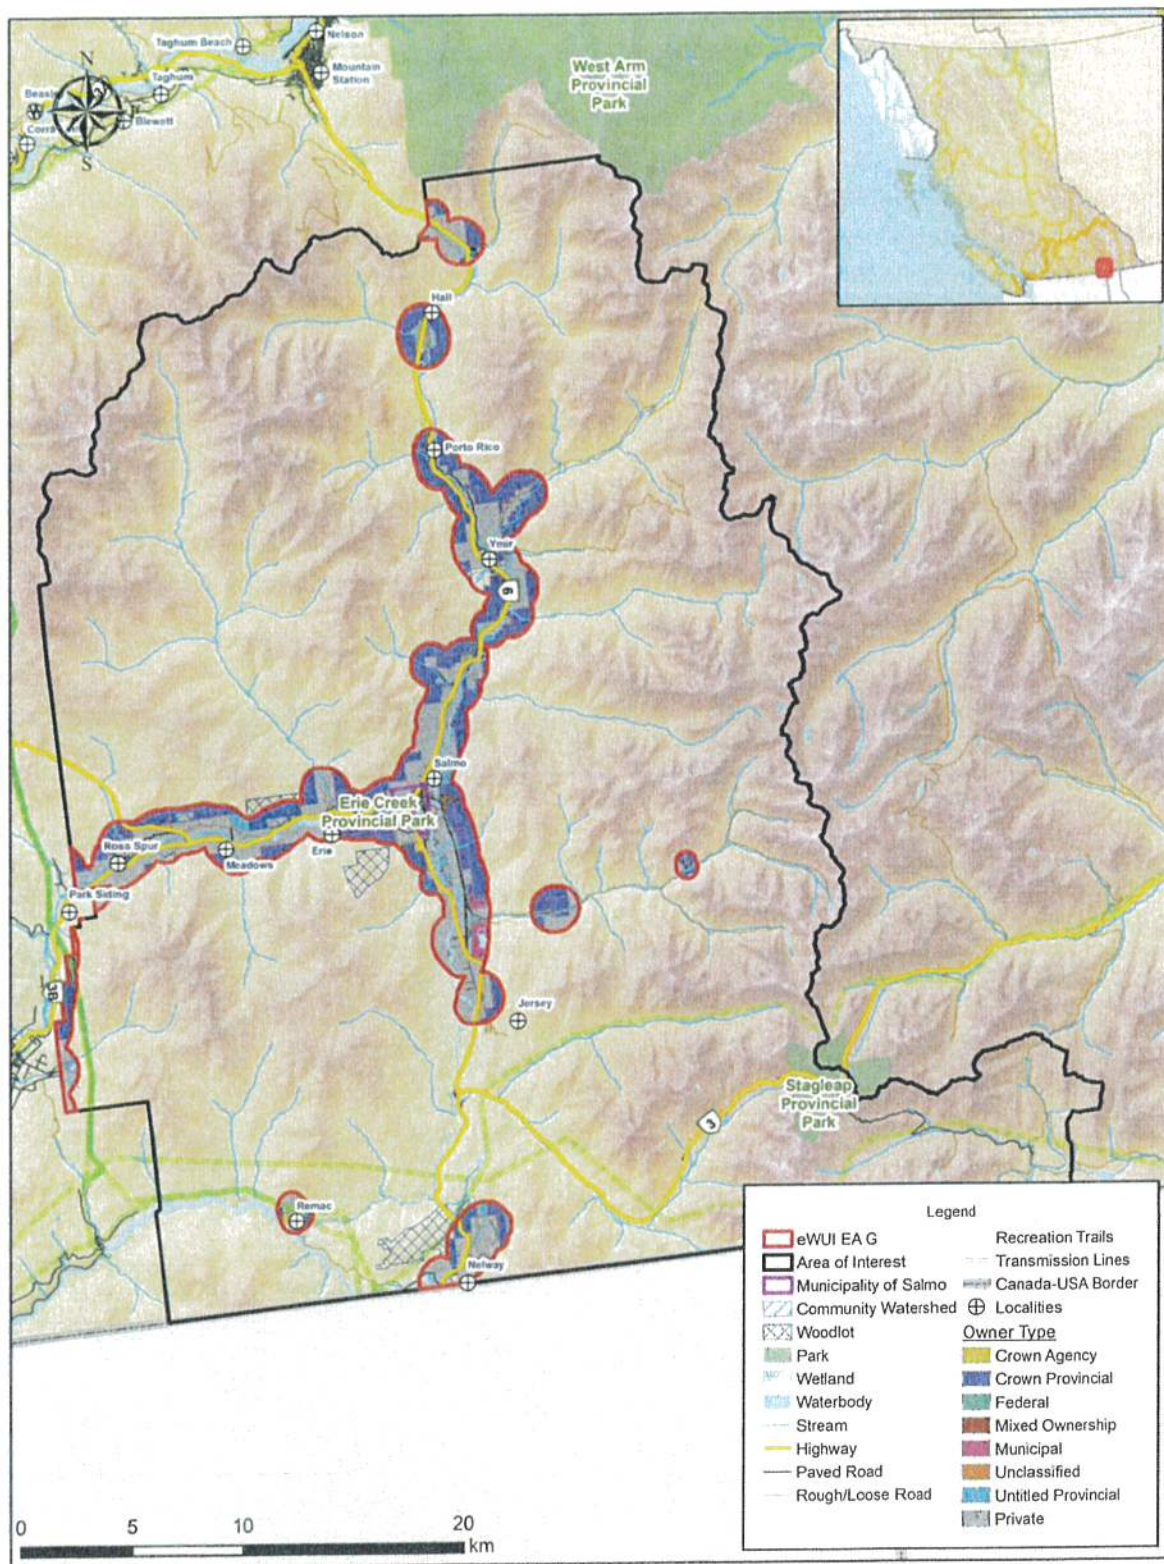 Nelson
Taghum Beach
Mountain
Station
West Arm
Provincial
Park
N
Taghum
W
Blewett
S
Hall
Porto Rico
Ymir
6
Salmo
Erie Creek
Provincial Park
Ross Spur
Meadows
Erie
Park Siding
3B
Jersey
Stagleap
Provincial
Park
3
Remac
Nelway
Legend
eWUI EA G
Area of Interest
Municipality of Salmo
Community Watershed
Woodlot
Park
Wetland
Waterbody
Stream
Highway
Paved Road
Rough/Loose Road
Recreation Trails
Transmission Lines
Canada-USA Border
Localities
Owner Type
Crown Agency
Crown Provincial
Federal
Mixed Ownership
Municipal
Unclassified
Untitled Provincial
Private
0 5 10 20
km